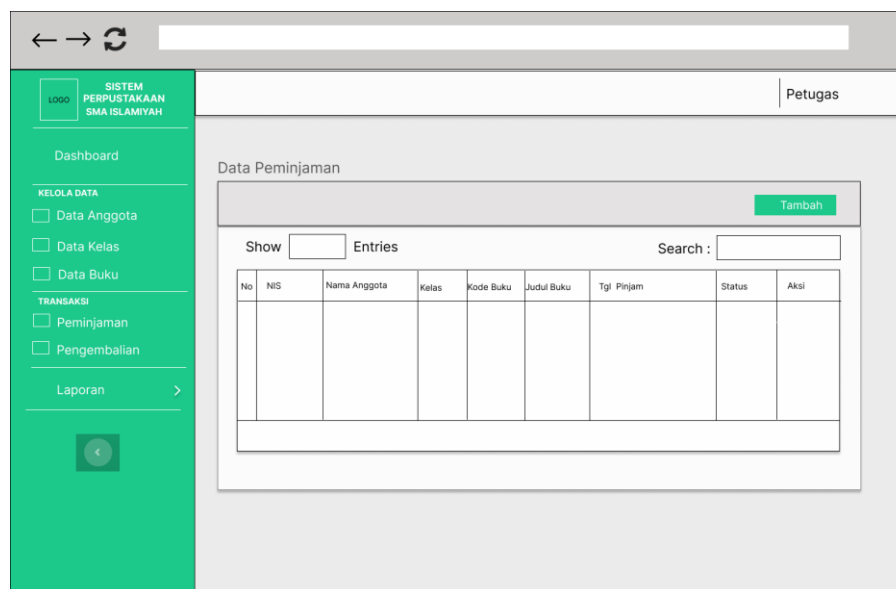 LOGO
SISTEM
PERPUSTAKAAN
SMA ISLAMIYAH
Petugas
Dashboard
KELOLA DATA
Data Anggota
Data Kelas
Data Buku
TRANSAKSI
Peminjaman
Pengembalian
Laporan
Data Peminjaman
Tambah
Show Entries Search :
No NIS Nama Anggota Kelas Kode Buku Judul Buku Tgl Pinjam Status Aksi